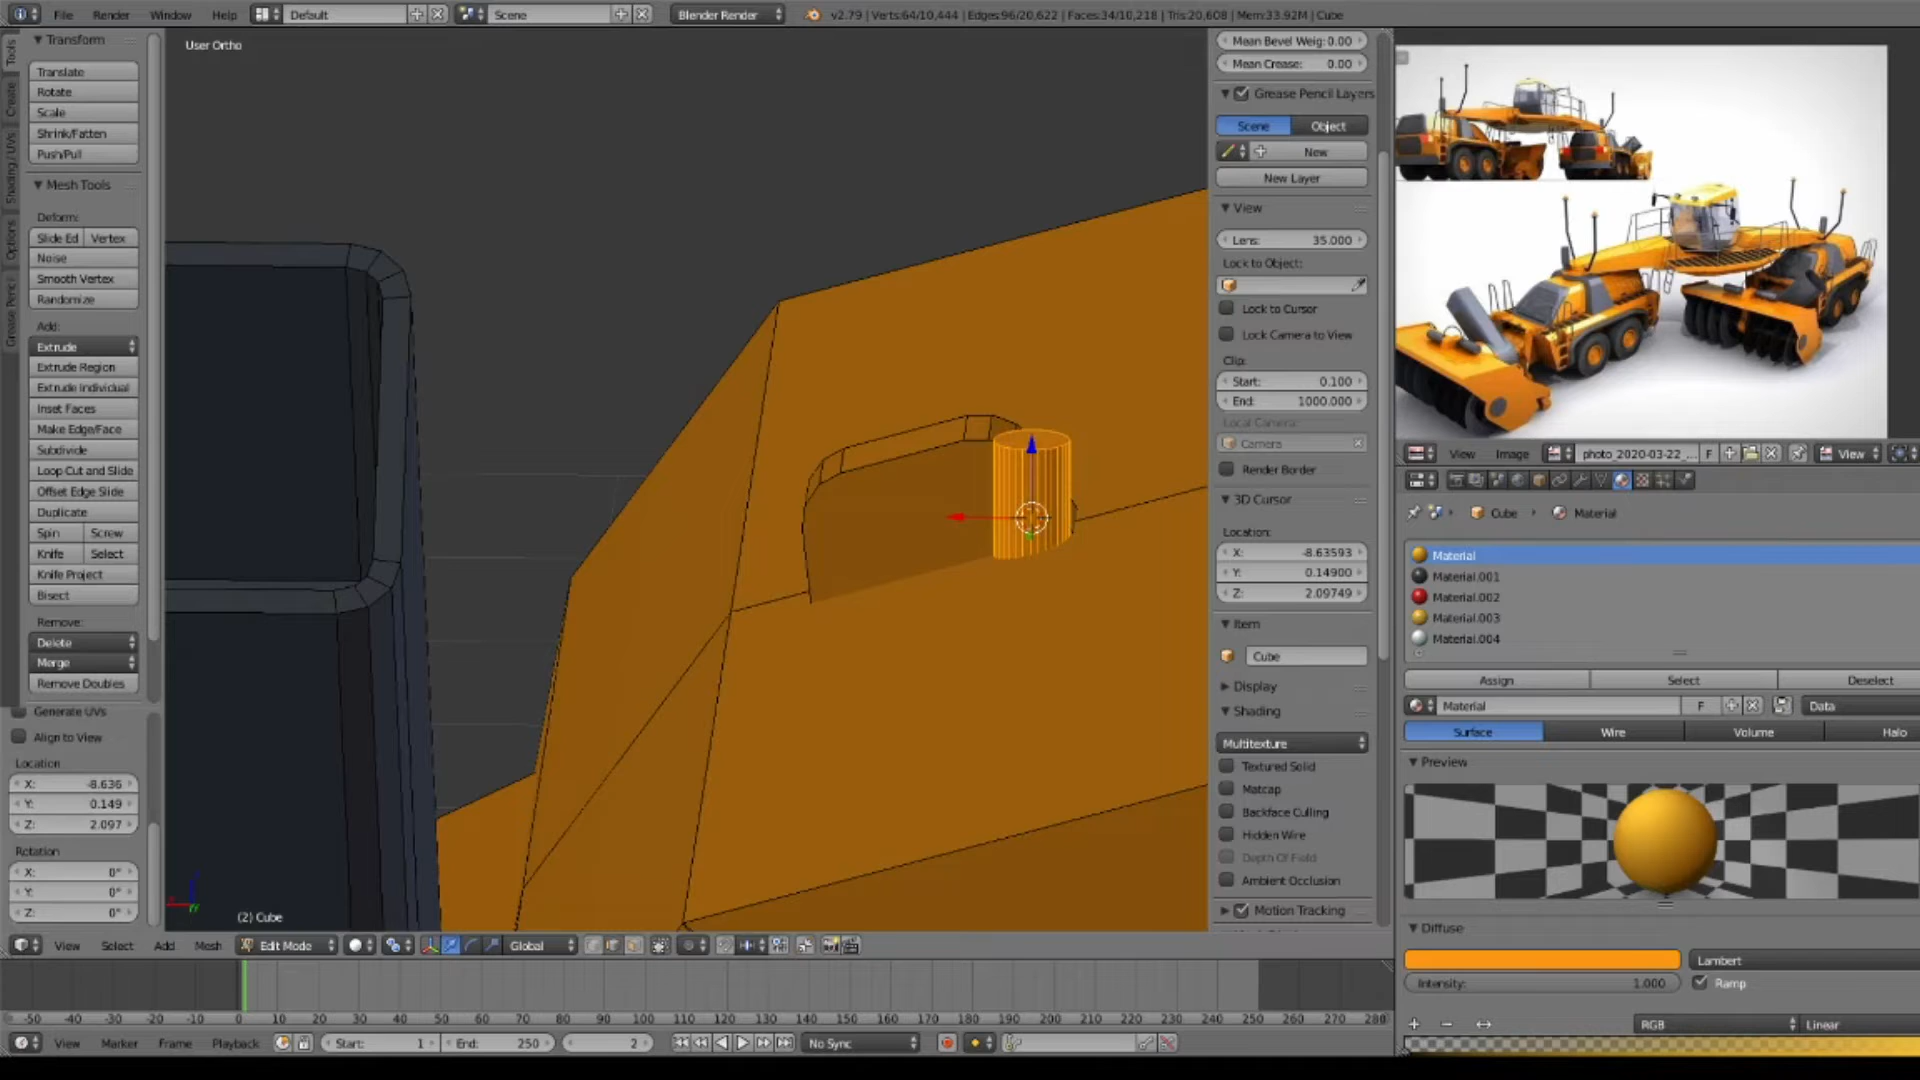 File Render Window Help Default Scene Blender Render v2.79 | Verts:64/10,444 | Edges:96/20,622 | Faces:34/10,218 | Tris:20,608 | Mem:33.92M | Cube
Tools
Create
Shading / UVs
Options
Grease Pencil
Transform
Translate
Rotate
Scale
Shrink/Fatten
Push/Pull
Mesh Tools
Deform:
Slide Ed Vertex
Noise
Smooth Vertex
Randomize
Add:
Extrude
Extrude Region
Extrude Individual
Inset Faces
Make Edge/Face
Subdivide
Loop Cut and Slide
Offset Edge Slide
Duplicate
Spin Screw
Knife Select
Knife Project
Bisect
Remove:
Delete
Merge
Remove Doubles
Generate UVs
Align to View
Location
X: -8.636
Y: 0.149
Z: 2.097
Rotation
X: 0°
Y: 0°
Z: 0°
User Ortho
(2) Cube
Mean Bevel Weig: 0.00
Mean Crease: 0.00
Grease Pencil Layers
Scene Object
New
New Layer
View
Lens: 35.000
Lock to Object:
Lock to Cursor
Lock Camera to View
Clip:
Start: 0.100
End: 1000.000
Local Camera:
Camera
Render Border
3D Cursor
Location:
X: -8.63593
Y: 0.14900
Z: 2.09749
Item
Cube
Display
Shading
Multitexture
Textured Solid
Matcap
Backface Culling
Hidden Wire
Depth Of Field
Ambient Occlusion
Motion Tracking
View Image photo_2020-03-22_... F View
Cube Material
Material
Material.001
Material.002
Material.003
Material.004
Assign Select Deselect
Material F Data
Surface Wire Volume Halo
Preview
Diffuse
Lambert
Intensity: 1.000 Ramp
RGB Linear
View Select Add Mesh Edit Mode Global
-50 -40 -30 -20 -10 0 10 20 30 40 50 60 70 80 90 100 110 120 130 140 150 160 170 180 190 200 210 220 230 240 250 260 270 280
View Marker Frame Playback Start: 1 End: 250 2 No Sync